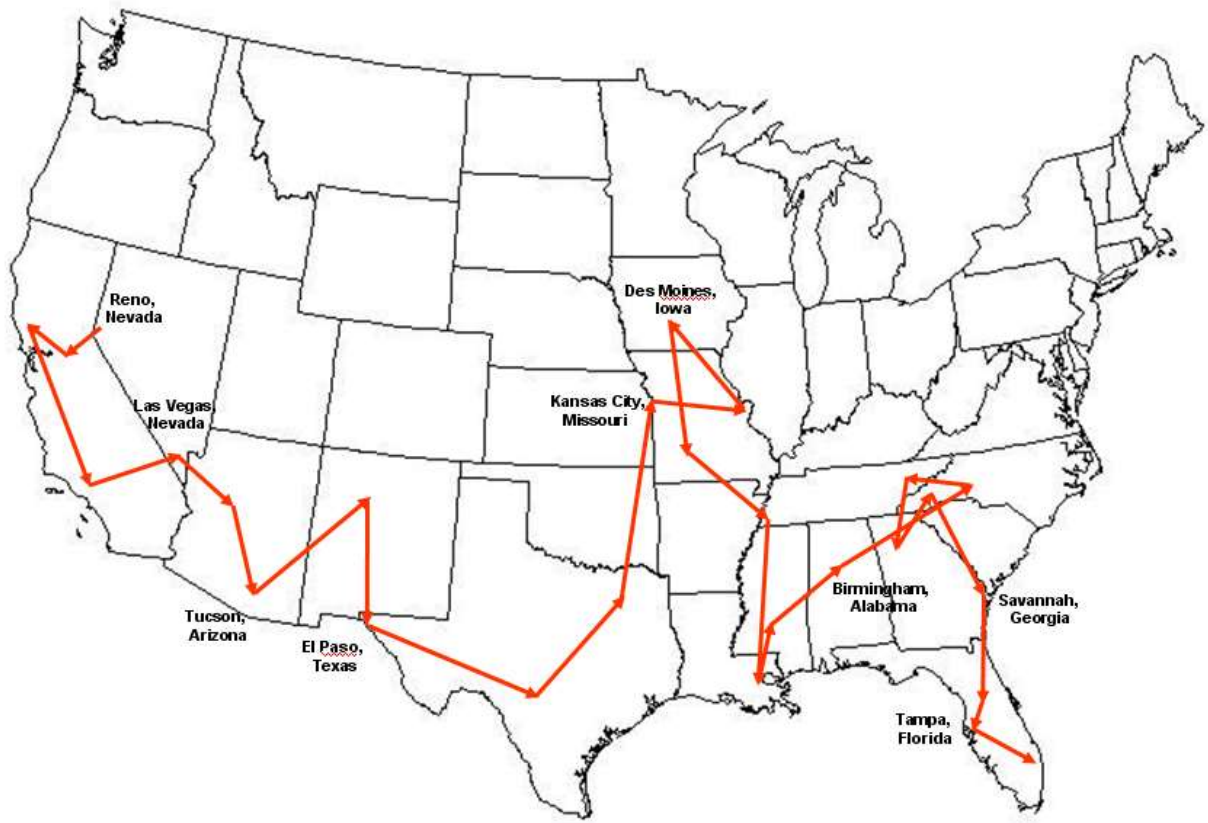 Des Moines,
Iowa
Reno,
Nevada
Las Vegas,
Nevada
Kansas City,
Missouri
Birmingham,
Alabama
Savannah,
Georgia
Tucson,
Arizona
El Paso,
Texas
Tampa,
Florida